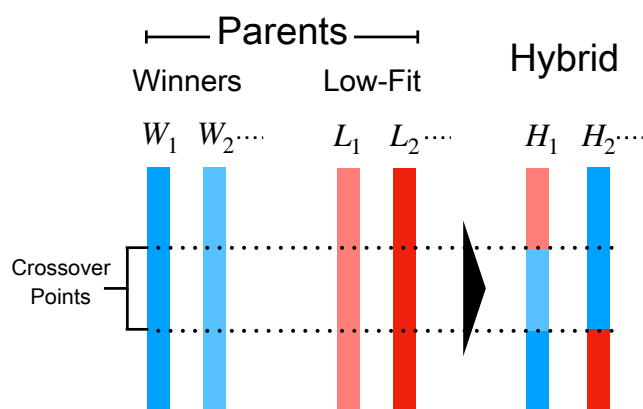 Parents
Hybrid
Winners
Low-Fit
W₁ W₂····
L₁ L₂····
H₁ H₂····
Crossover
Points